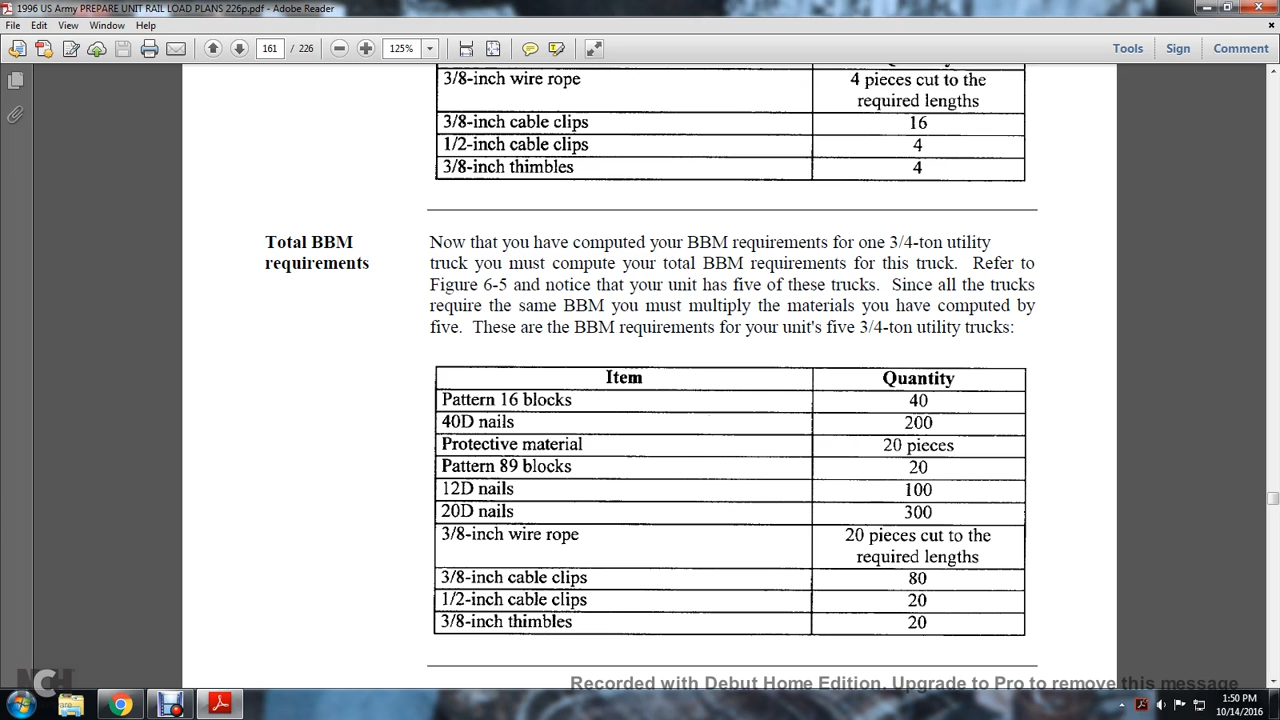 1996 US Army PREPARE UNIT RAIL LOAD PLANS 226p.pdf - Adobe Reader
File Edit View Window Help
161 / 226 125% Tools Sign Comment
3/8-inch wire rope 4 pieces cut to the
required lengths
3/8-inch cable clips 16
1/2-inch cable clips 4
3/8-inch thimbles 4
Total BBM
requirements
Now that you have computed your BBM requirements for one 3/4-ton utility
truck you must compute your total BBM requirements for this truck. Refer to
Figure 6-5 and notice that your unit has five of these trucks. Since all the trucks
require the same BBM you must multiply the materials you have computed by
five. These are the BBM requirements for your unit's five 3/4-ton utility trucks:
Item Quantity
Pattern 16 blocks 40
40D nails 200
Protective material 20 pieces
Pattern 89 blocks 20
12D nails 100
20D nails 300
3/8-inch wire rope 20 pieces cut to the
required lengths
3/8-inch cable clips 80
1/2-inch cable clips 20
3/8-inch thimbles 20
NCH
Recorded with Debut Home Edition. Upgrade to Pro to remove this message
1:50 PM
10/14/2016